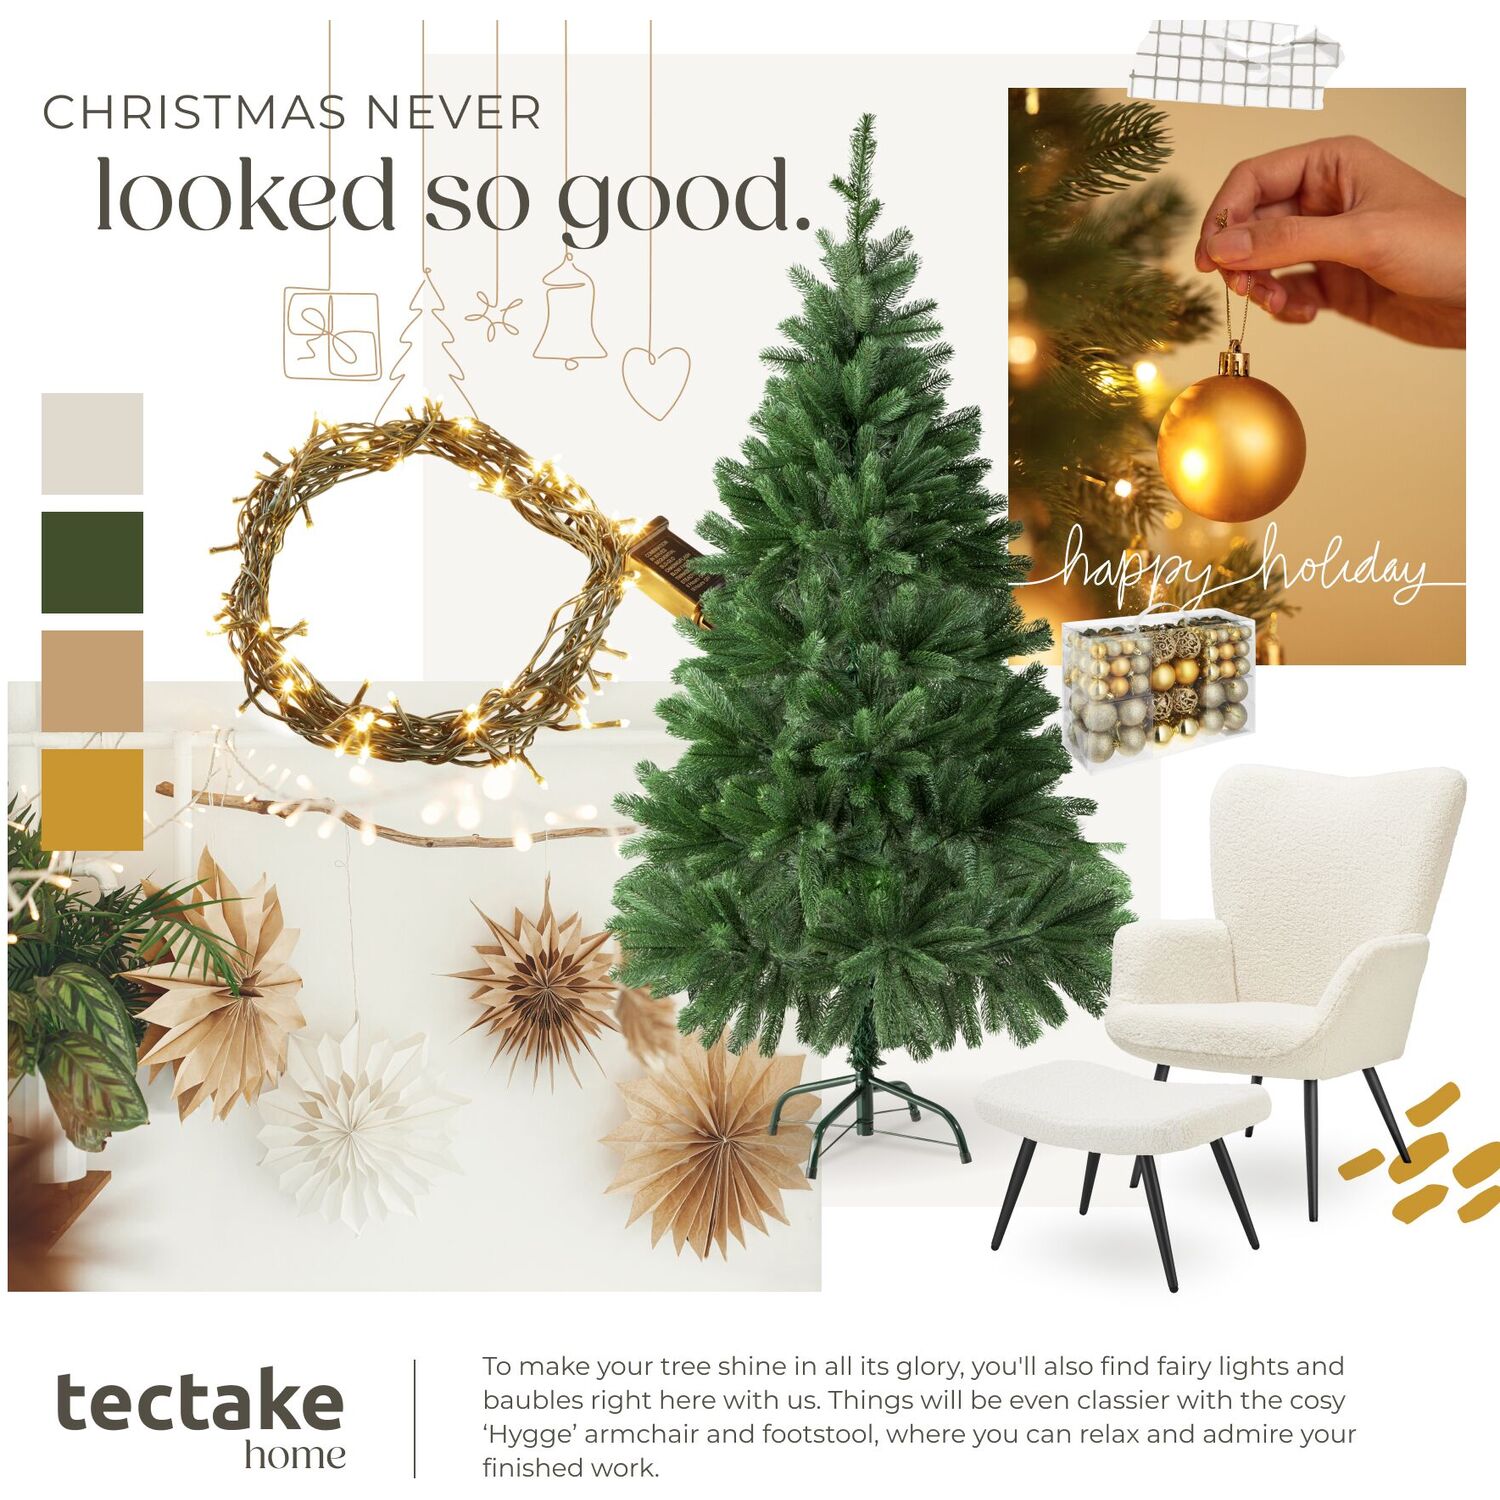 CHRISTMAS NEVER
looked so good.
happy holiday
tectake
home
To make your tree shine in all its glory, you'll also find fairy lights and
baubles right here with us. Things will be even classier with the cosy
‘Hygge’ armchair and footstool, where you can relax and admire your
finished work.